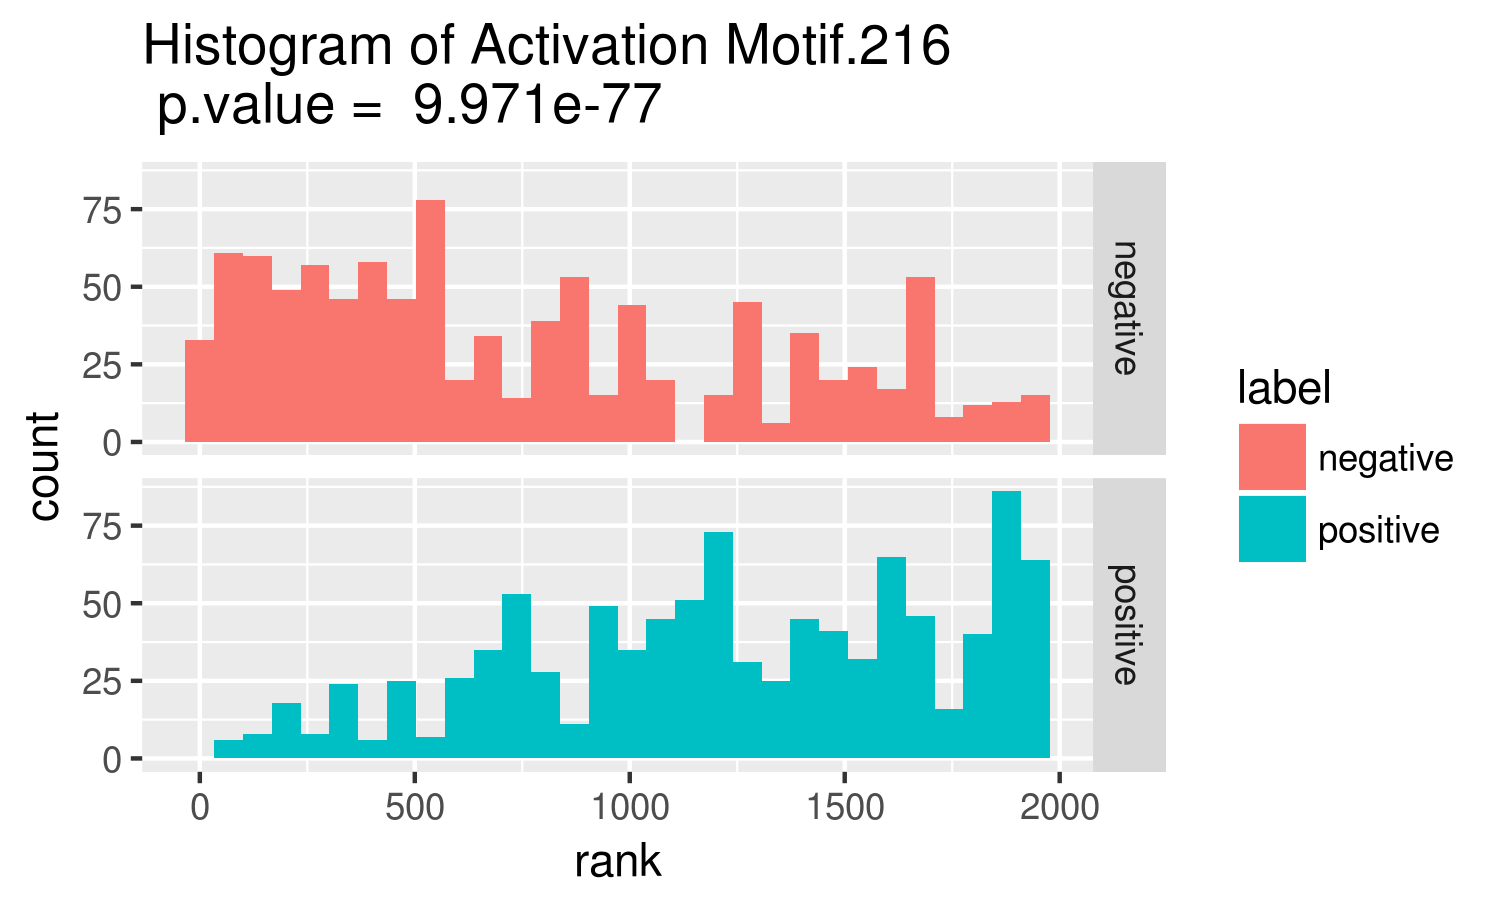 Histogram of Activation Motif.216
p.value =  9.971e-77
count
75
50
25
0
negative
75
50
25
0
positive
0 500 1000 1500 2000
rank
label
negative
positive